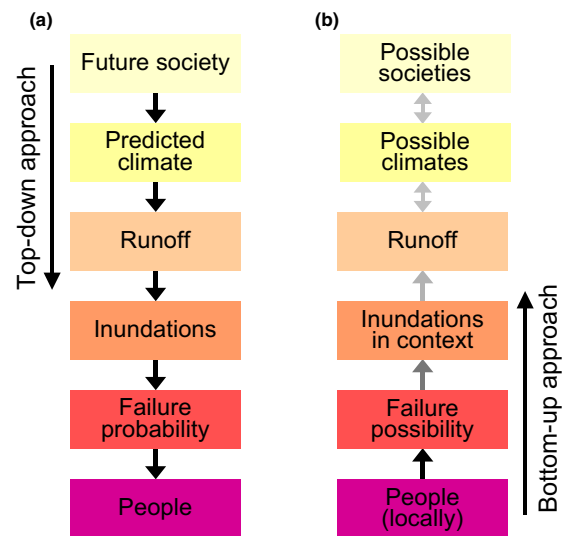 (a)
Top-down approach
Future society
Predicted
climate
Runoff
Inundations
Failure
probability
People
(b)
Possible
societies
Possible
climates
Runoff
Inundations
in context
Failure
possibility
People
(locally)
Bottom-up approach